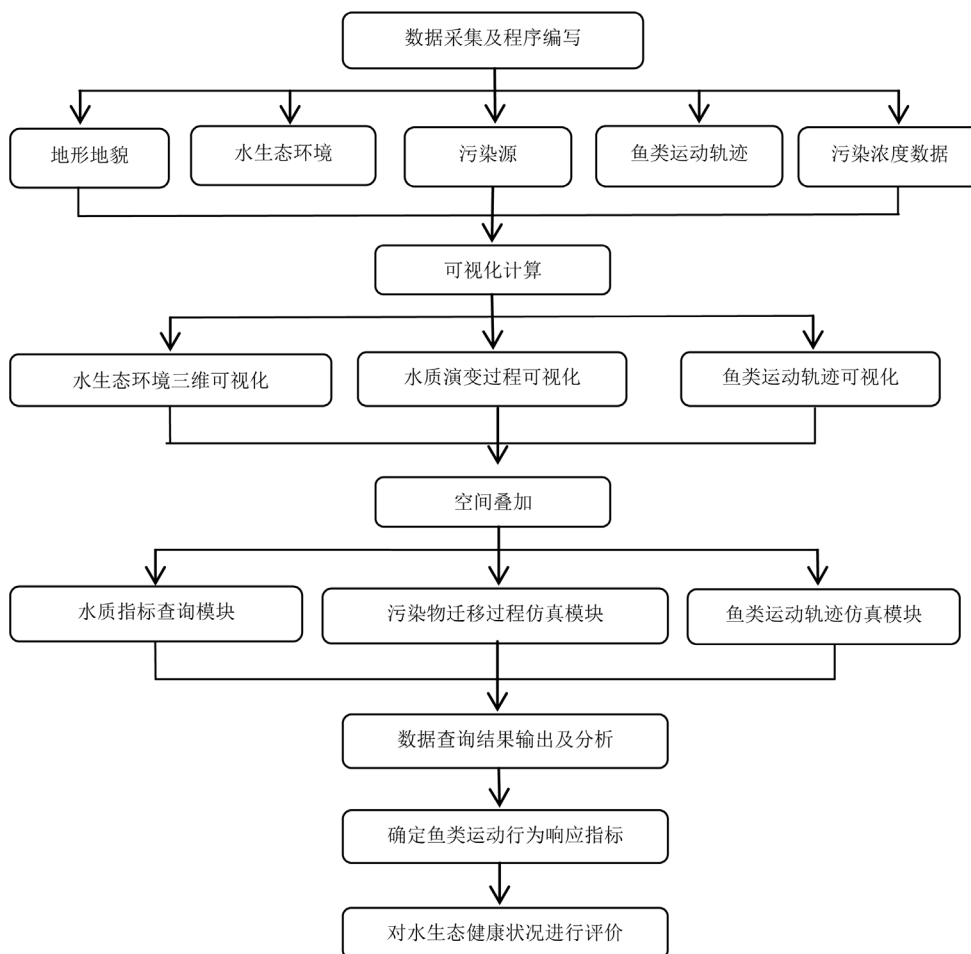 数据采集及程序编写
地形地貌
水生态环境
污染源
鱼类运动轨迹
污染浓度数据
可视化计算
水生态环境三维可视化
水质演变过程可视化
鱼类运动轨迹可视化
空间叠加
水质指标查询模块
污染物迁移过程仿真模块
鱼类运动轨迹仿真模块
数据查询结果输出及分析
确定鱼类运动行为响应指标
对水生态健康状况进行评价